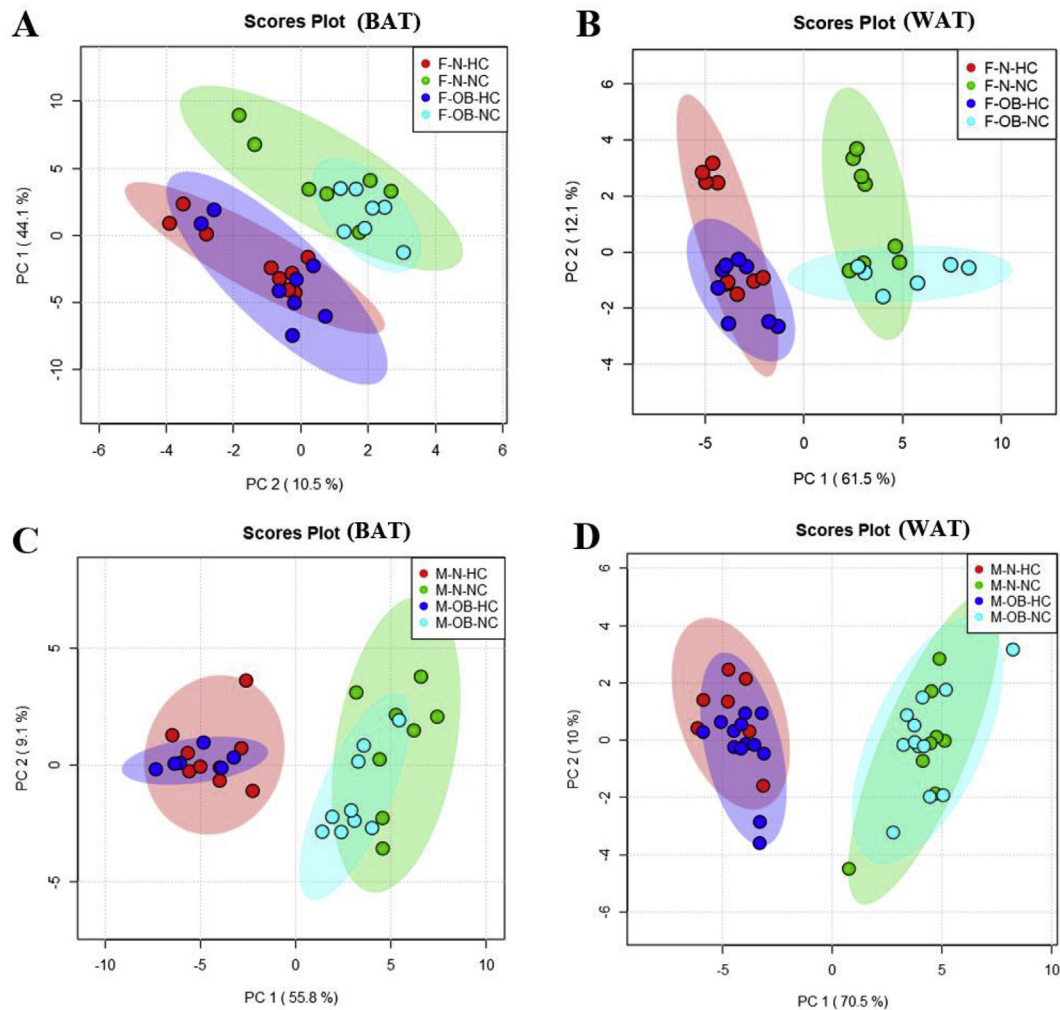 A
Scores Plot (BAT)
F-N-HC
F-N-NC
F-OB-HC
F-OB-NC
PC 1 ( 44.1 %)
10
5
0
-5
-10
-6
-4
-2
0
2
4
6
PC 2 ( 10.5 %)
B
Scores Plot (WAT)
F-N-HC
F-N-NC
F-OB-HC
F-OB-NC
PC 2 ( 12.1 %)
6
4
2
0
-2
-4
-5
0
5
10
PC 1 ( 61.5 %)
C
Scores Plot (BAT)
M-N-HC
M-N-NC
M-OB-HC
M-OB-NC
PC 2 ( 9.1 %)
5
0
-5
-10
-5
0
5
10
PC 1 ( 55.8 %)
D
Scores Plot (WAT)
M-N-HC
M-N-NC
M-OB-HC
M-OB-NC
PC 2 ( 10 %)
6
4
2
0
-2
-4
-6
-5
0
5
10
PC 1 ( 70.5 %)